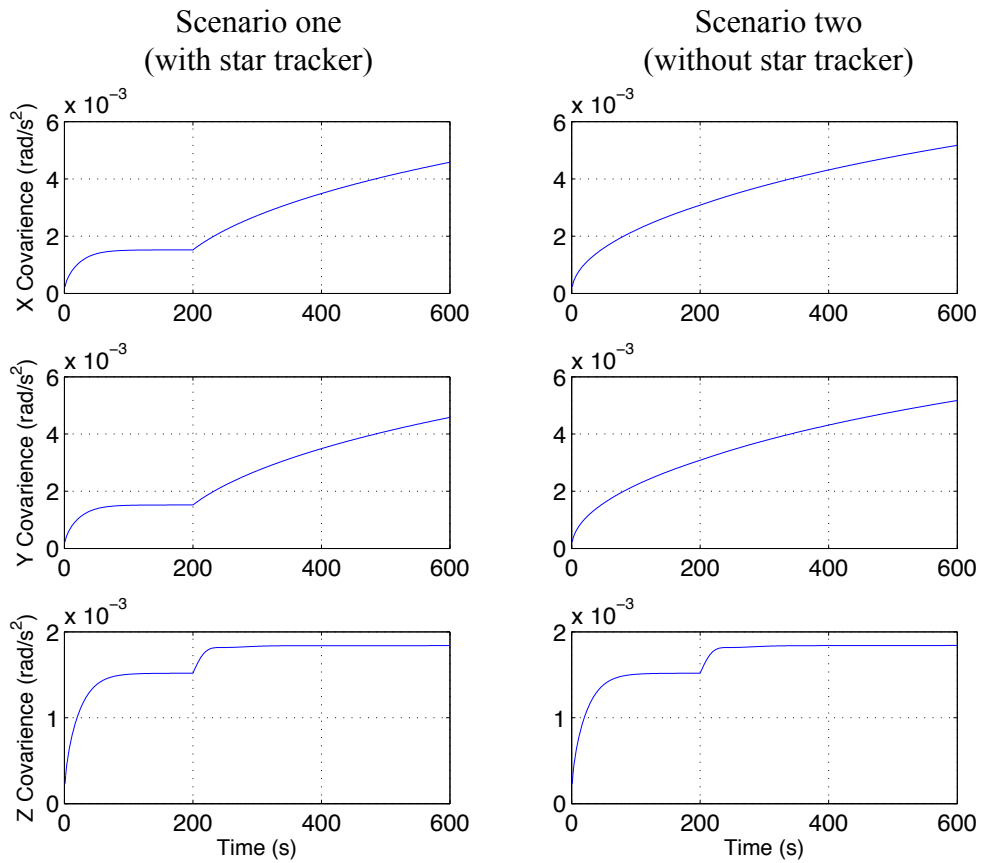 Scenario one
(with star tracker)
Scenario two
(without star tracker)
x 10⁻³
X Covarience (rad/s²)
6
4
2
0
0 200 400 600
x 10⁻³
6
4
2
0
0 200 400 600
x 10⁻³
Y Covarience (rad/s²)
6
4
2
0
0 200 400 600
x 10⁻³
6
4
2
0
0 200 400 600
x 10⁻³
Z Covarience (rad/s²)
2
1
0
0 200 400 600
Time (s)
x 10⁻³
2
1
0
0 200 400 600
Time (s)